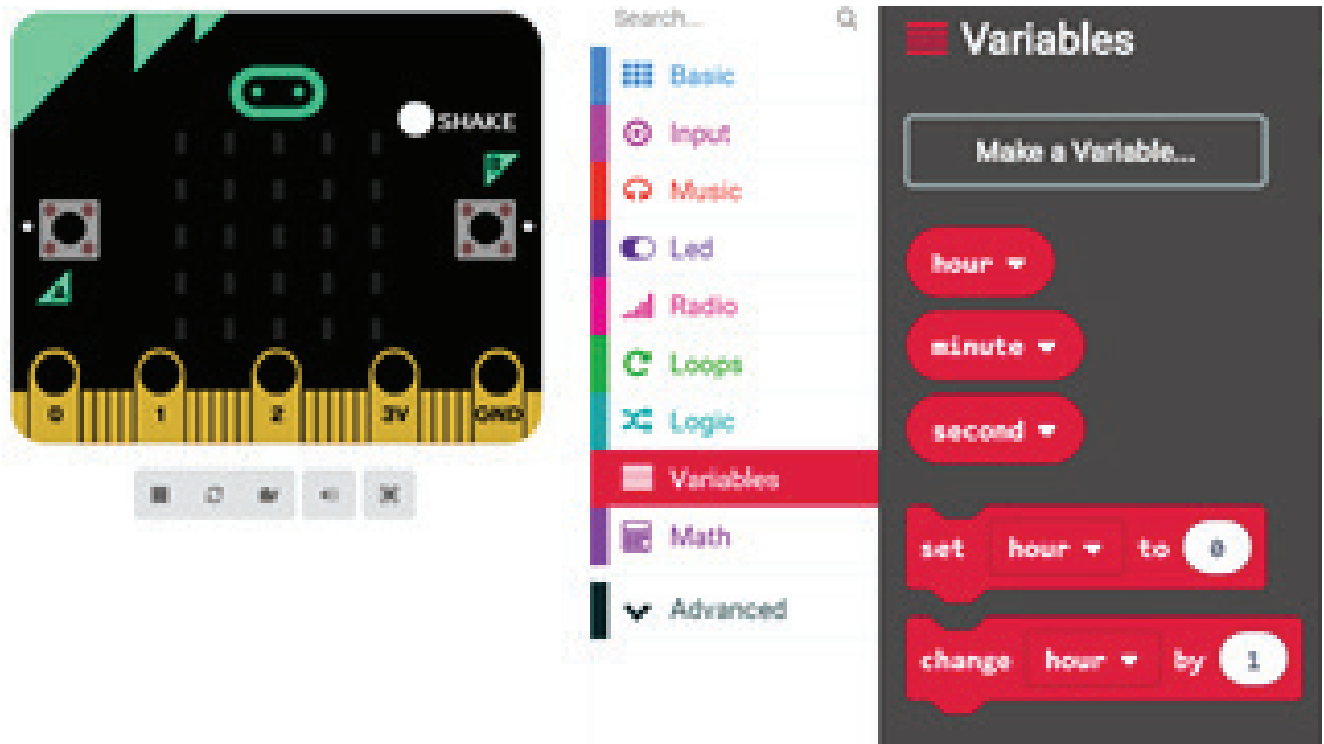 SHAKE
B
A
0 1 2 3V GND
Search...
Basic
Input
Music
Led
Radio
Loops
Logic
Variables
Math
Advanced
Variables
Make a Variable...
hour
minute
second
set hour to 0
change hour by 1